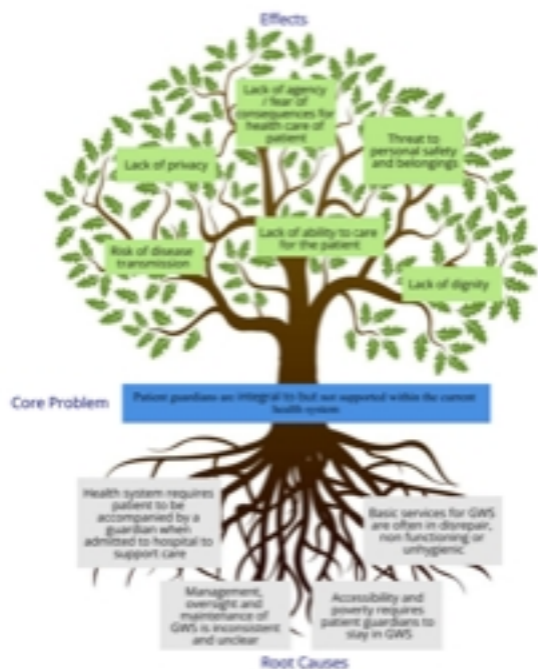 Effects
Lack of agency
/ fear of
consequences for
health care of
patient
Threat to
personal safety
and belongings
Lack of privacy
Lack of ability to care
for the patient
Risk of disease
transmission
Lack of dignity
Core Problem
Patient guardians are integral to but not supported within the current
health system
Health system requires
patient to be
accompanied by a
guardian when
admitted to hospital to
support care
Basic services for GWS
are often in disrepair,
non functioning or
unhygienic
Management,
oversight and
maintenance of
GWS is inconsistent
and unclear
Accessibility and
poverty requires
patient guardians to
stay in GWS
Root Causes